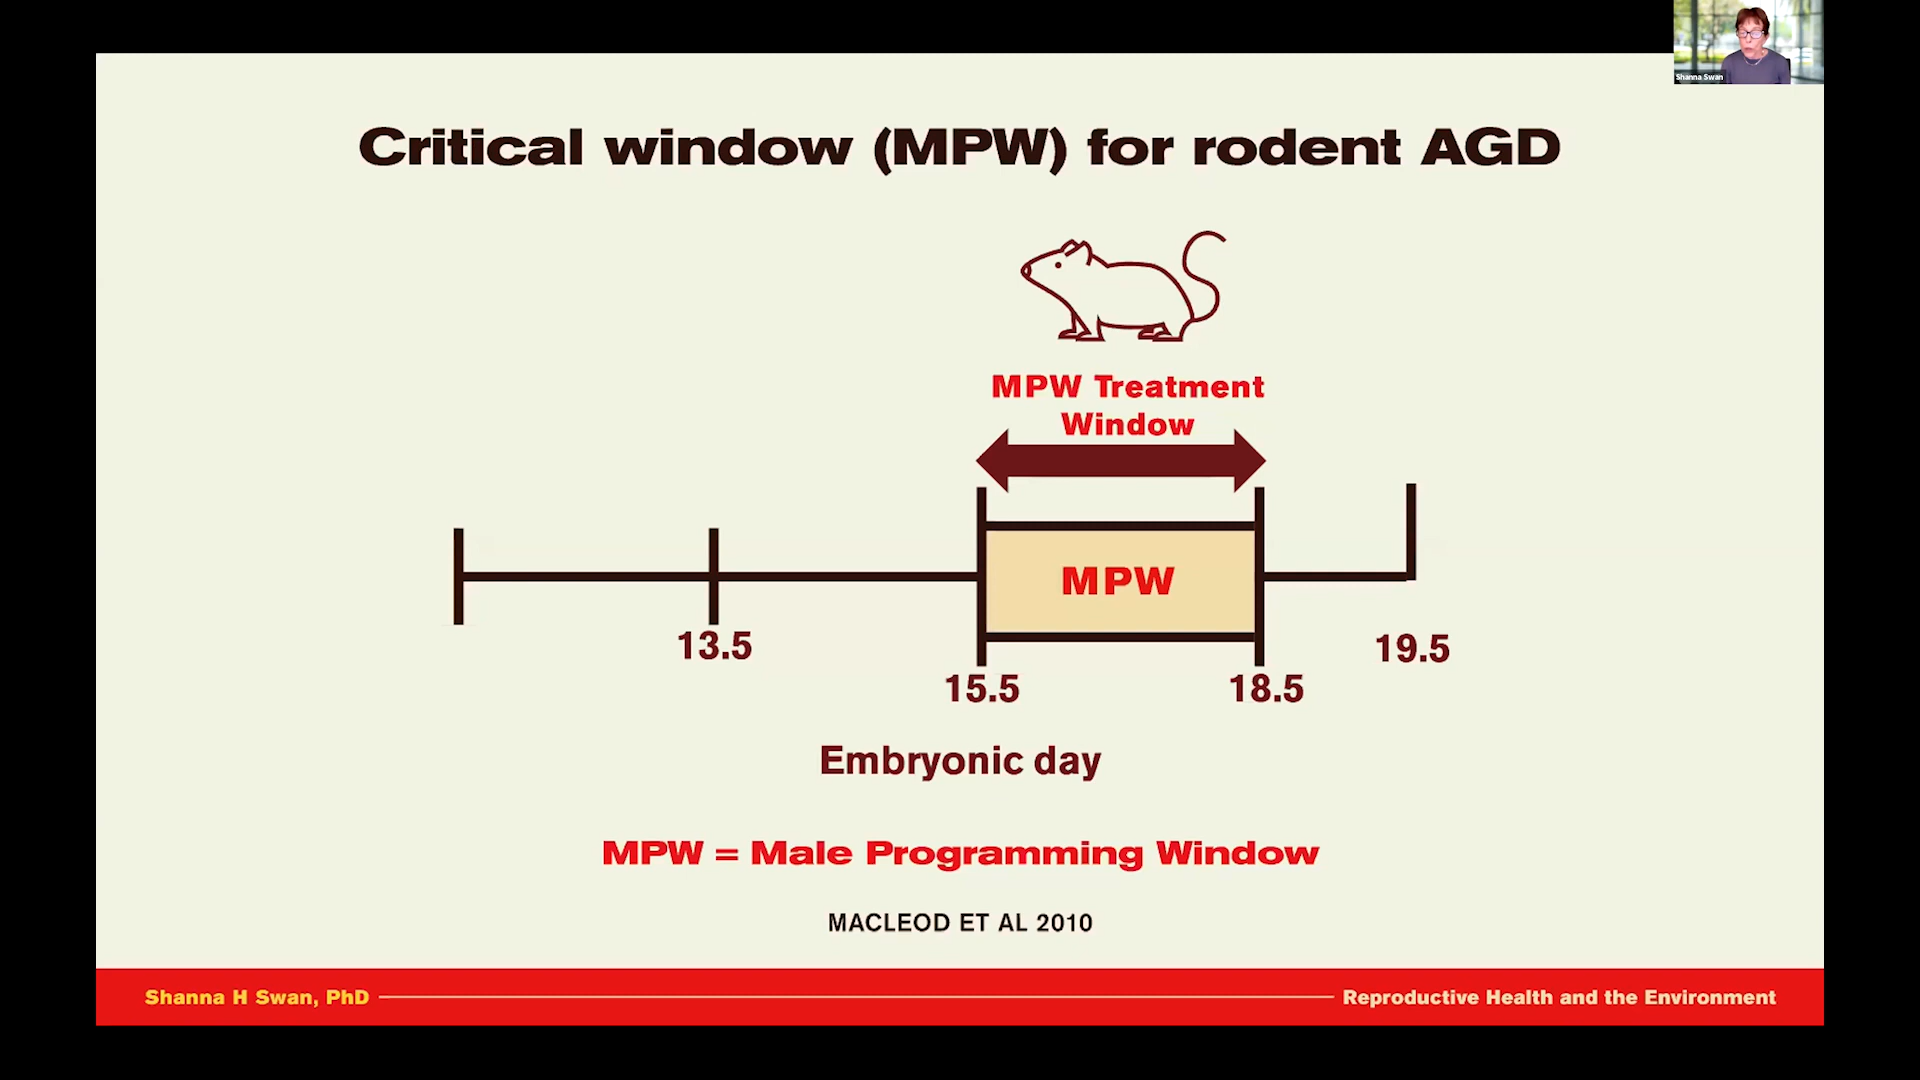 Shanna Swan
Critical window (MPW) for rodent AGD
MPW Treatment
Window
MPW
13.5
15.5
18.5
19.5
Embryonic day
MPW = Male Programming Window
MACLEOD ET AL 2010
Shanna H Swan, PhD
Reproductive Health and the Environment